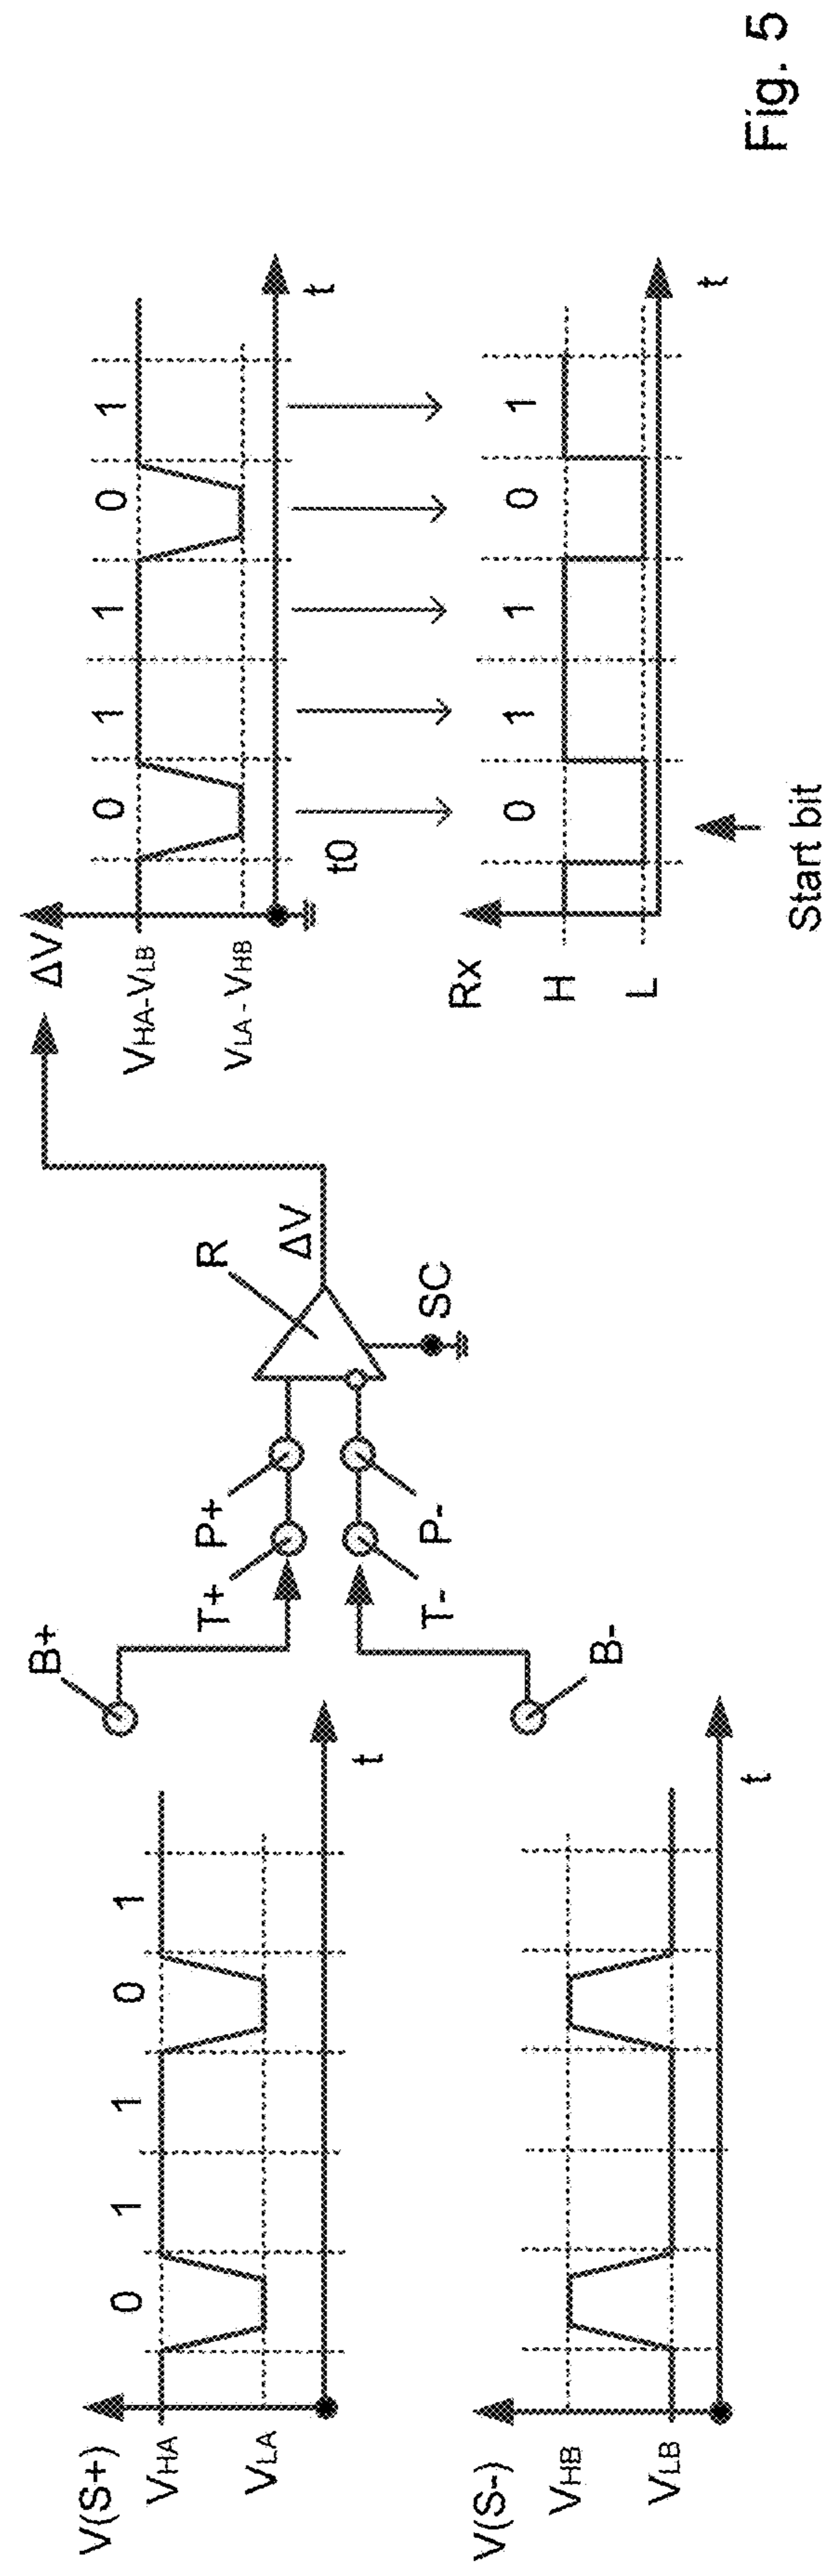 V(S+)
VHA
VLA
0 1 1 0 1
t
V(S-)
VHB
VLB
t
B+
B-
T+
P+
T-
P-
R
ΔV
SC
ΔV
VHA-VLB
VLA - VHB
0 1 1 0 1
t
t0
Rx
H
L
0 1 1 0 1
t
Start bit
Fig. 5